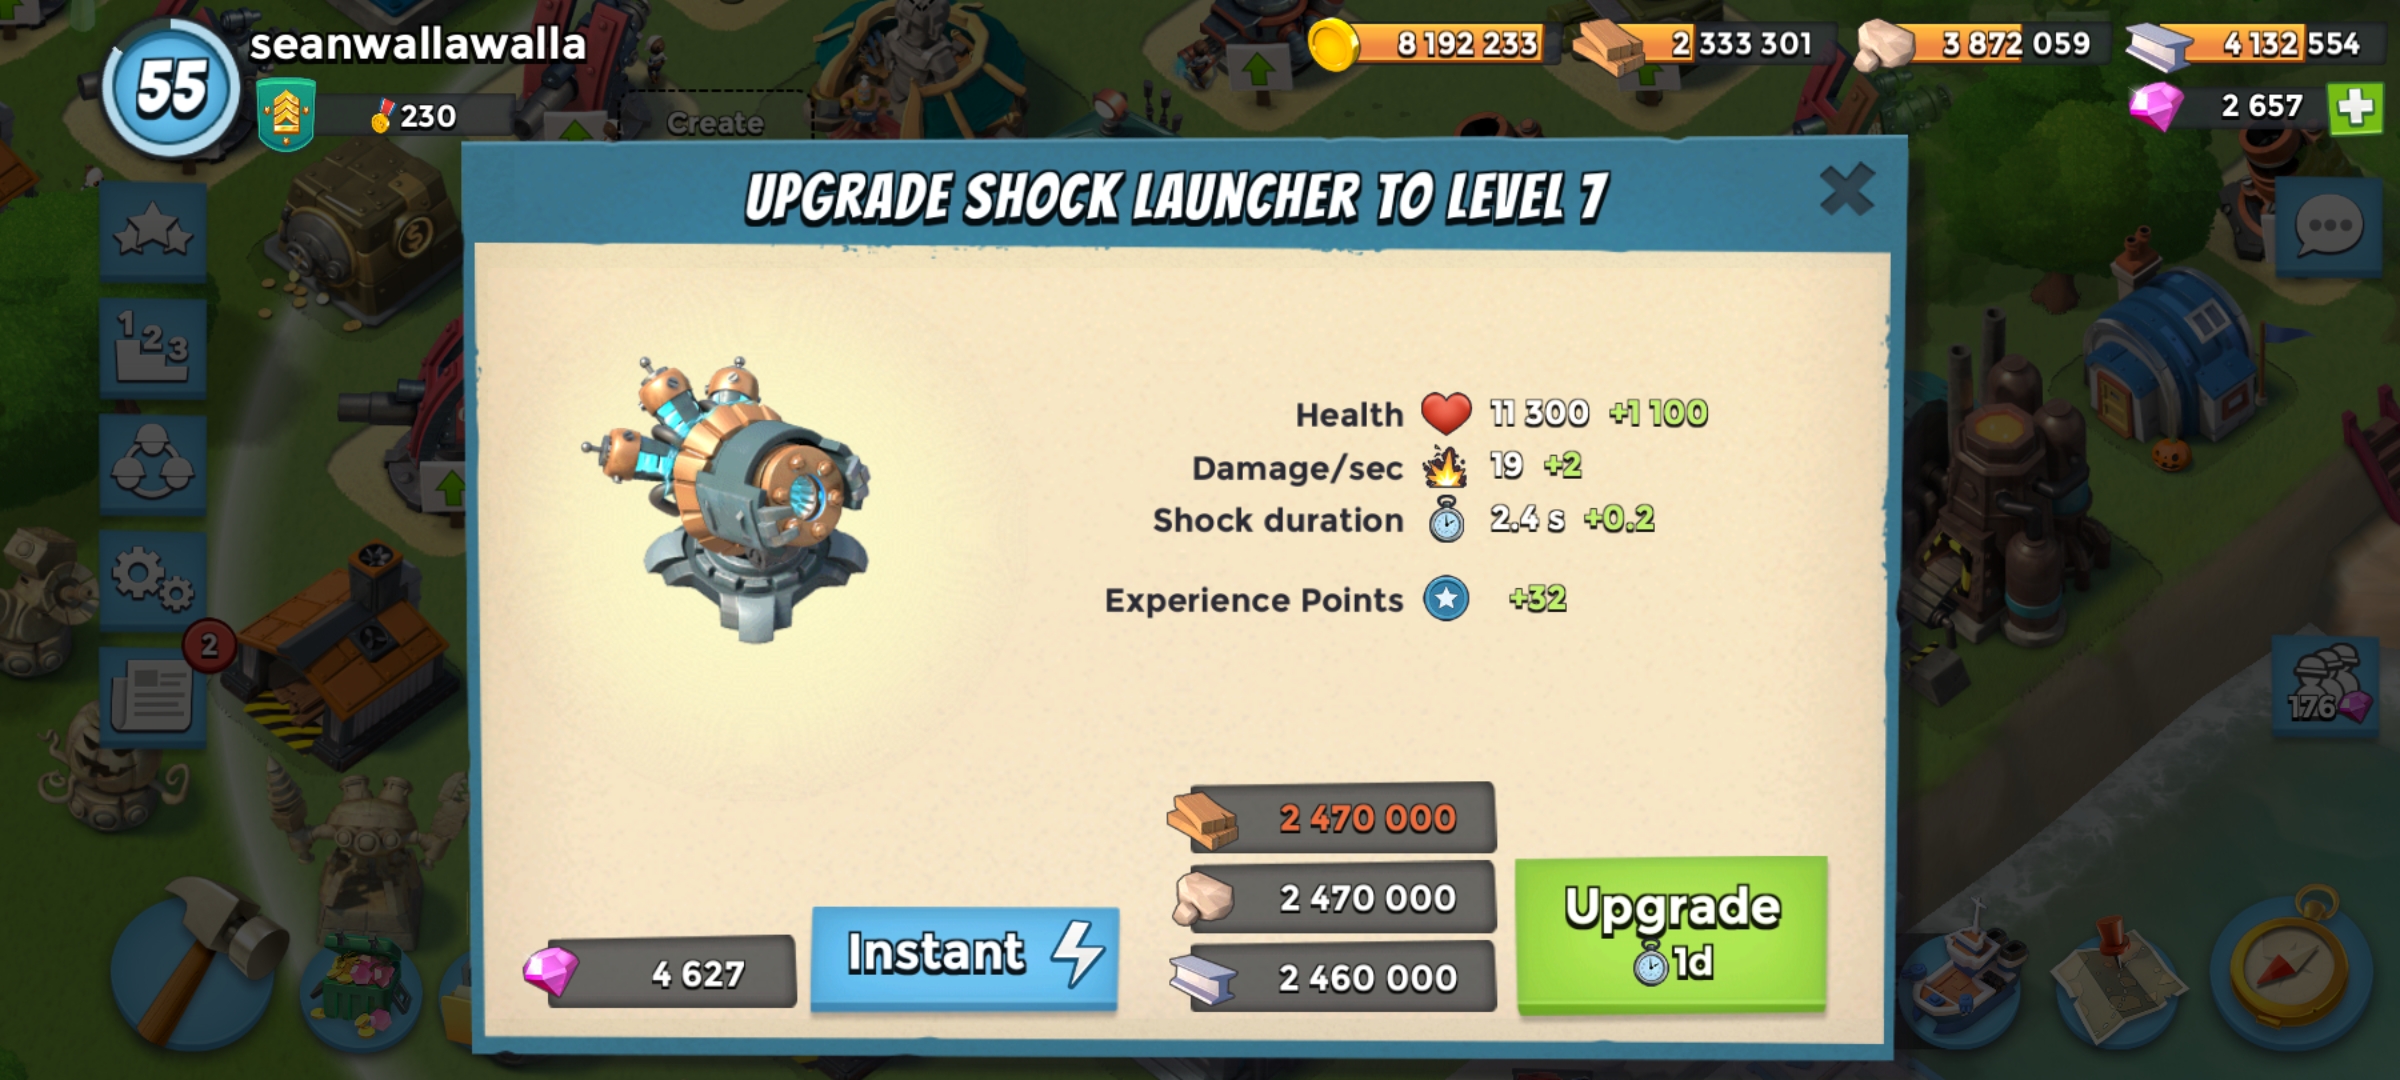 55
seanwallawalla
230
8 192 233
2 333 301
3 872 059
4 132 554
2 657
Create
UPGRADE SHOCK LAUNCHER TO LEVEL 7
Health 11 300 +1 100
Damage/sec 19 +2
Shock duration 2.4 s +0.2
Experience Points +32
1 2 3
2
176
2 470 000
2 470 000
2 460 000
4 627
Instant
Upgrade
1d